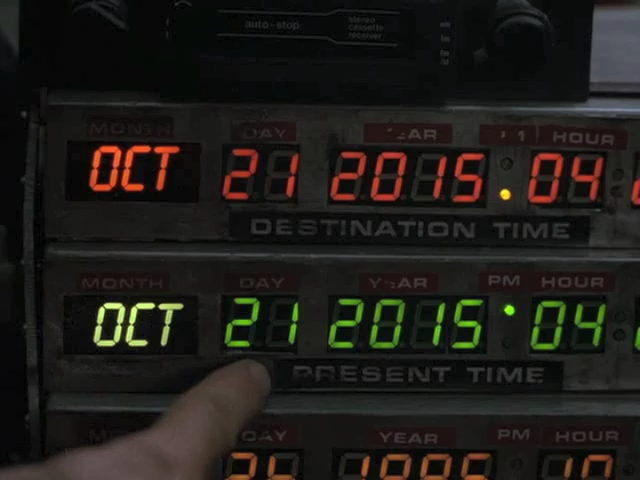 auto-stop stereo
cassette
receiver
MONTH DAY YEAR HOUR
OCT 21 2015 04
DESTINATION TIME
MONTH DAY YEAR PM HOUR
OCT 21 2015 04
PRESENT TIME
DAY YEAR PM HOUR
1985